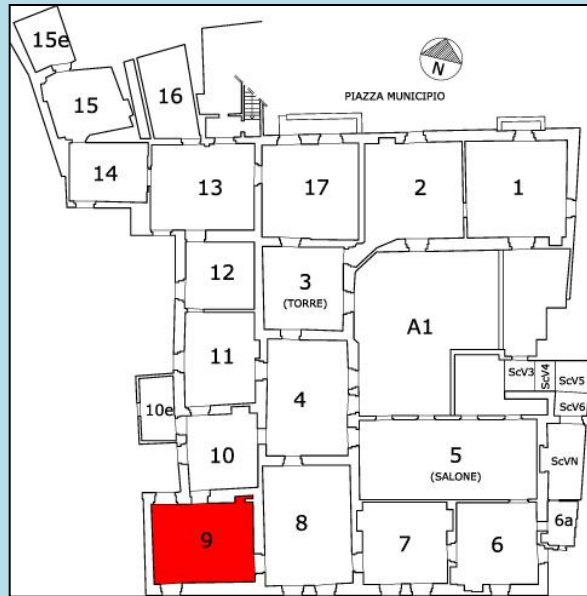 15e
15
16
N
PIAZZA MUNICIPIO
14
13
17
2
1
12
3
(TORRE)
A1
11
ScV3
ScV4
ScV5
10e
4
ScV6
10
5
(SALONE)
ScVN
9
8
7
6
6a